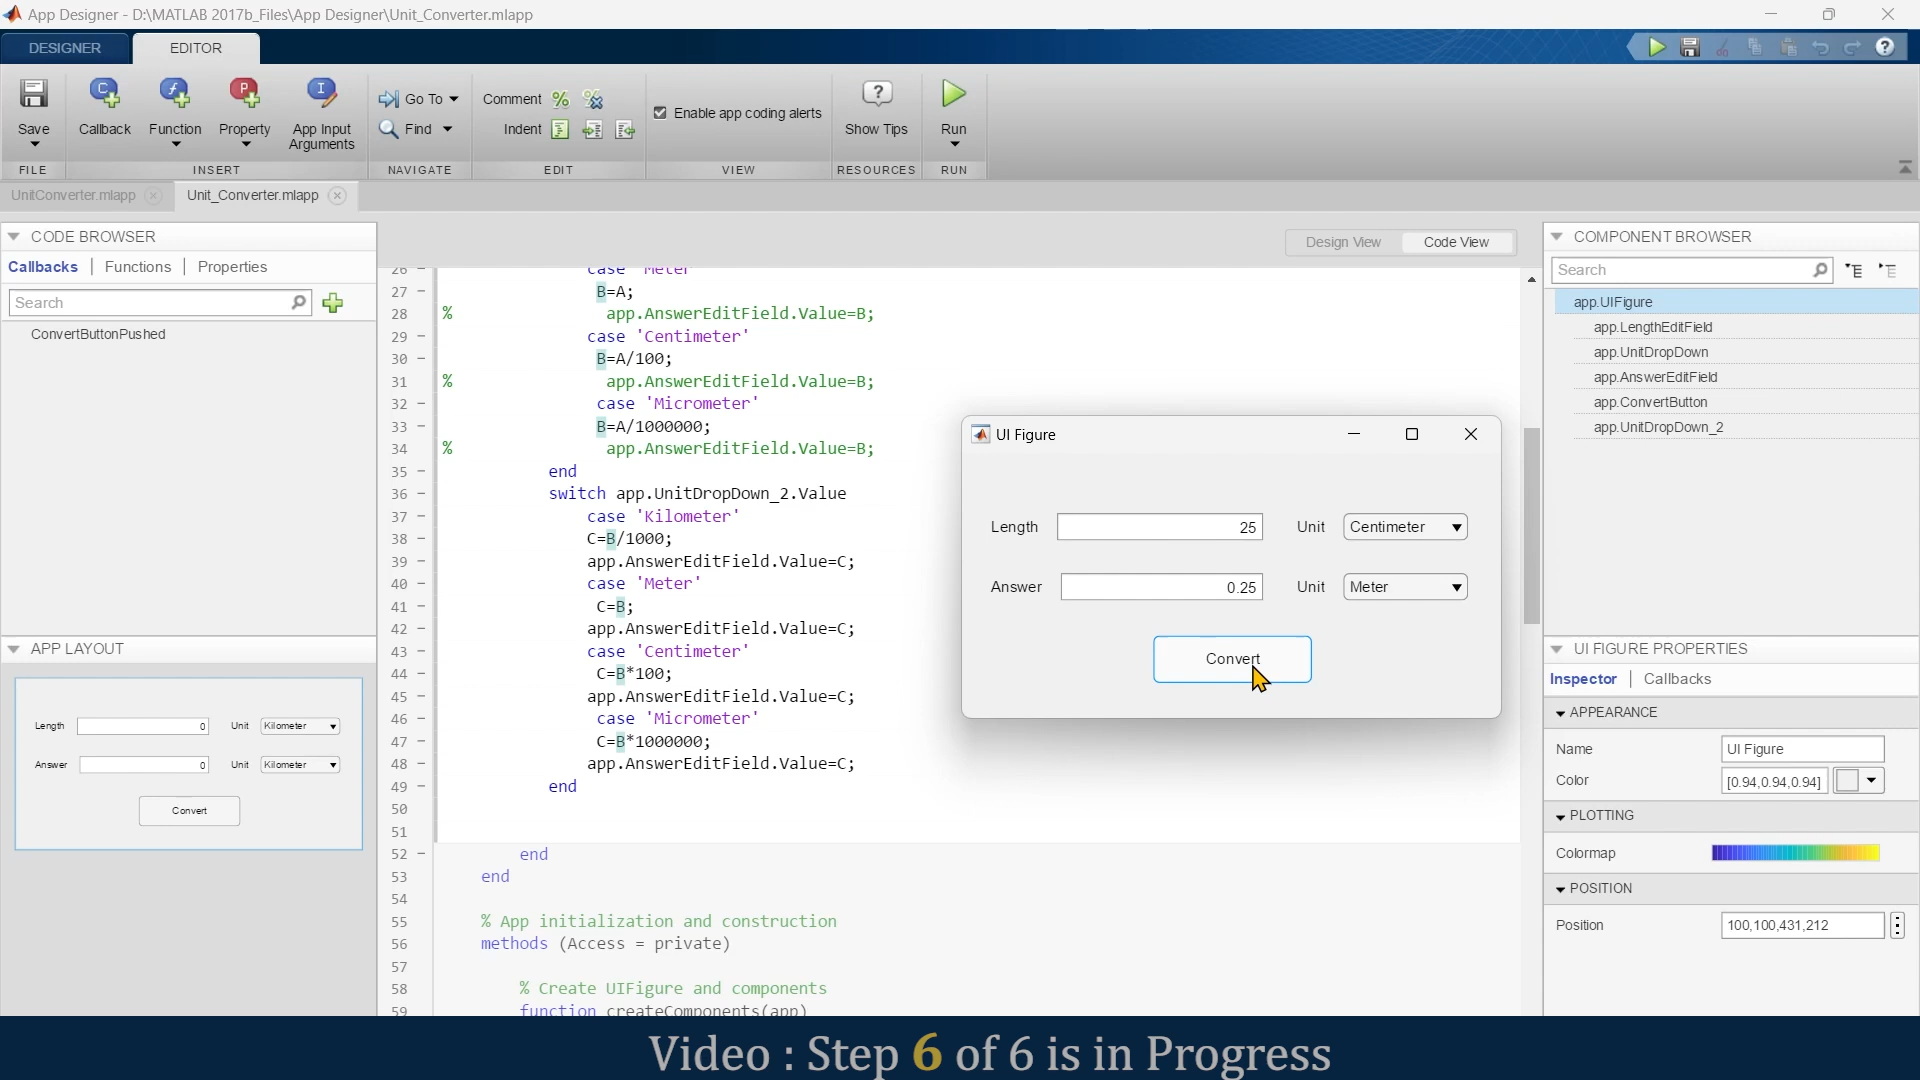 App Designer - D:\MATLAB 2017b_Files\App Designer\Unit_Converter.mlapp
DESIGNER
EDITOR
Save
Callback
Function
Property
App Input
Arguments
Go To
Find
Comment
Indent
Enable app coding alerts
Show Tips
Run
FILE
INSERT
NAVIGATE
EDIT
VIEW
RESOURCES
RUN
UnitConverter.mlapp
Unit_Converter.mlapp
CODE BROWSER
Callbacks
Functions
Properties
Search
ConvertButtonPushed
APP LAYOUT
Length 0 Unit Kilometer
Answer 0 Unit Kilometer
Convert
Design View
Code View
26 - case 'Meter'
27 - B=A;
28 % app.AnswerEditField.Value=B;
29 - case 'Centimeter'
30 - B=A/100;
31 % app.AnswerEditField.Value=B;
32 - case 'Micrometer'
33 - B=A/1000000;
34 % app.AnswerEditField.Value=B;
35 - end
36 - switch app.UnitDropDown_2.Value
37 - case 'Kilometer'
38 - C=B/1000;
39 - app.AnswerEditField.Value=C;
40 - case 'Meter'
41 - C=B;
42 - app.AnswerEditField.Value=C;
43 - case 'Centimeter'
44 - C=B*100;
45 - app.AnswerEditField.Value=C;
46 - case 'Micrometer'
47 - C=B*1000000;
48 - app.AnswerEditField.Value=C;
49 - end
50
51
52 - end
53 end
54
55 % App initialization and construction
56 methods (Access = private)
57
58 % Create UIFigure and components
59 function createComponents(app)
UI Figure
Length 25 Unit Centimeter
Answer 0.25 Unit Meter
Convert
COMPONENT BROWSER
Search
app.UIFigure
app.LengthEditField
app.UnitDropDown
app.AnswerEditField
app.ConvertButton
app.UnitDropDown_2
UI FIGURE PROPERTIES
Inspector
Callbacks
APPEARANCE
Name UI Figure
Color [0.94,0.94,0.94]
PLOTTING
Colormap
POSITION
Position 100,100,431,212
Video : Step 6 of 6 is in Progress